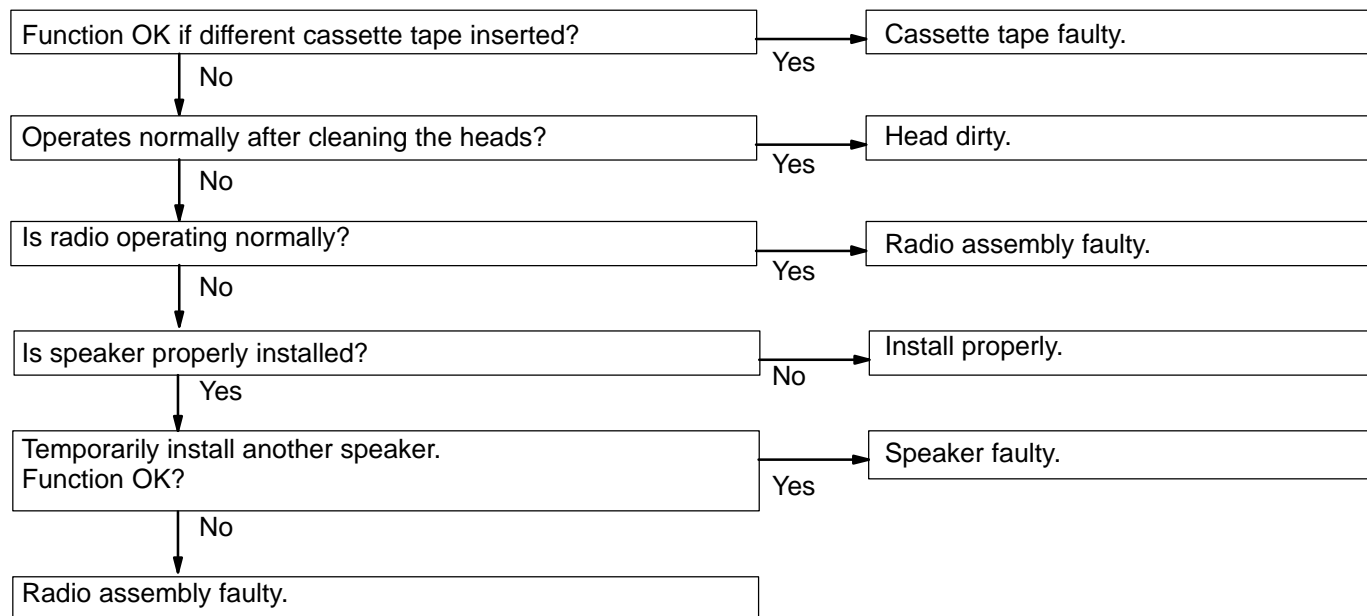 Function OK if different cassette tape inserted?
Yes
Cassette tape faulty.
No
Operates normally after cleaning the heads?
Yes
Head dirty.
No
Is radio operating normally?
Yes
Radio assembly faulty.
No
Is speaker properly installed?
No
Install properly.
Yes
Temporarily install another speaker.
Function OK?
Yes
Speaker faulty.
No
Radio assembly faulty.